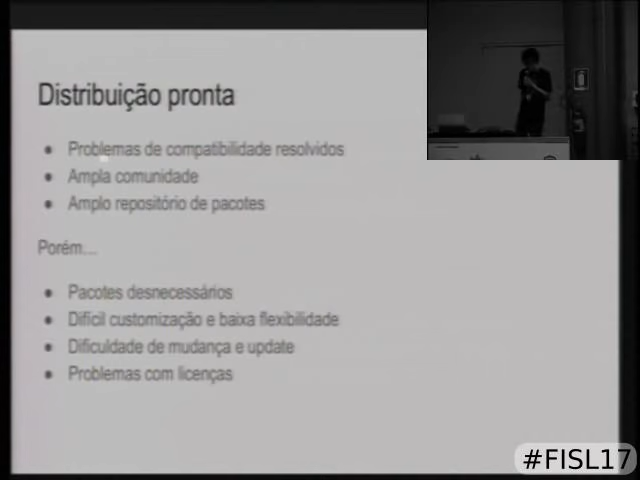 Distribuição pronta
Problemas de compatibilidade resolvidos
Ampla comunidade
Amplo repositório de pacotes
Porém...
Pacotes desnecessários
Difícil customização e baixa flexibilidade
Dificuldade de mudança e update
Problemas com licenças
#FISL17